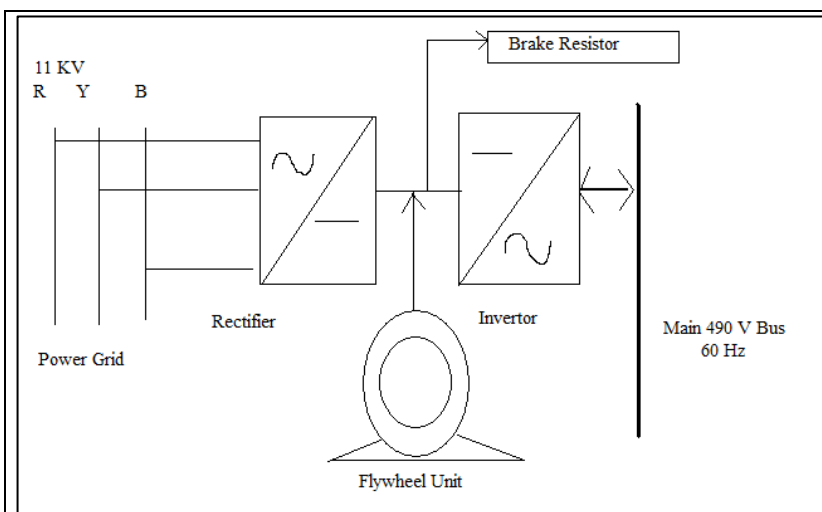 Brake Resistor
11 KV
R Y B
Rectifier
Invertor
Main 490 V Bus
60 Hz
Power Grid
Flywheel Unit